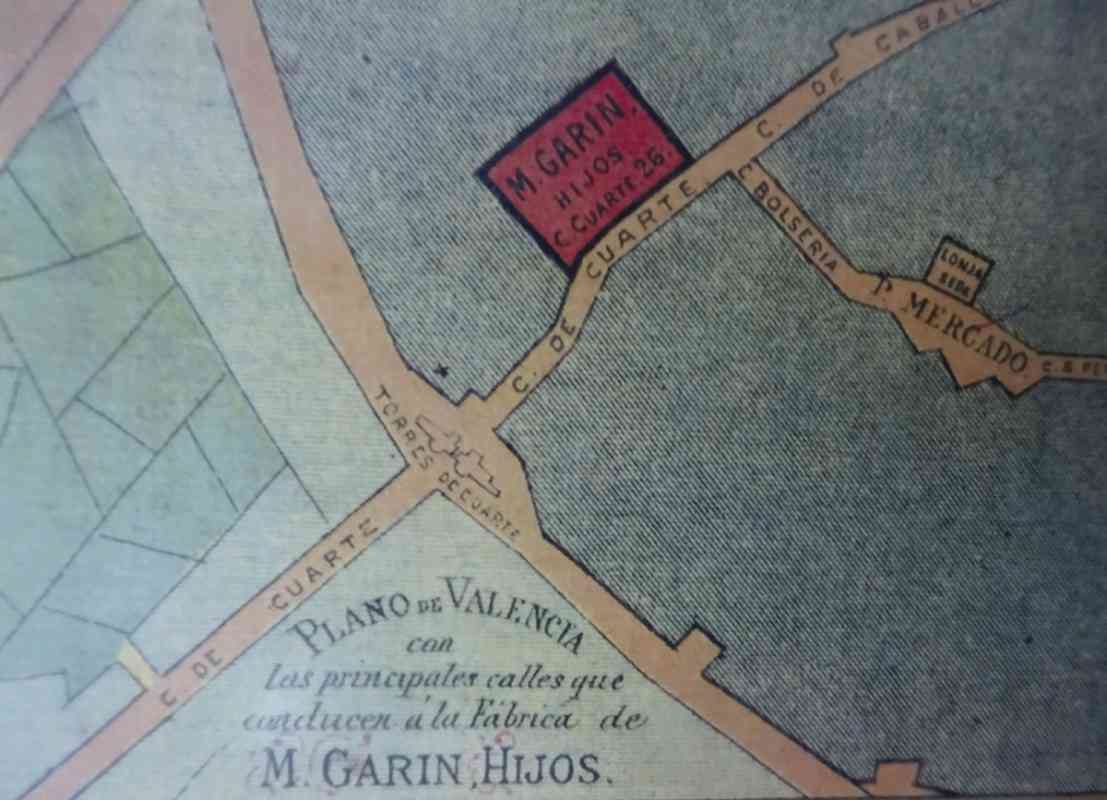 C. DE CABALL
M. GARIN.
HIJOS
C. CUARTE 26.
C. DE CUARTE
C. BOLSERIA
LONJA
SEDA
P. MERCADO
TORRES DE CUARTE
C. DE CUARTE
PLANO DE VALENCIA
con
las principales calles que
conducen á la Fábrica de
M. GARIN, HIJOS.